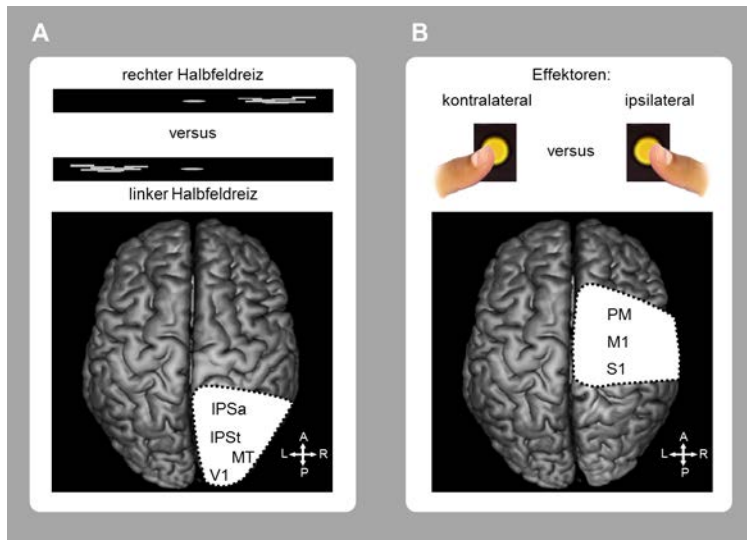 A
rechter Halbfeldreiz
versus
linker Halbfeldreiz
IPSa
IPSt
MT
V1
A
L R
P
B
Effektoren:
kontralateral ipsilateral
versus
PM
M1
S1
A
L R
P